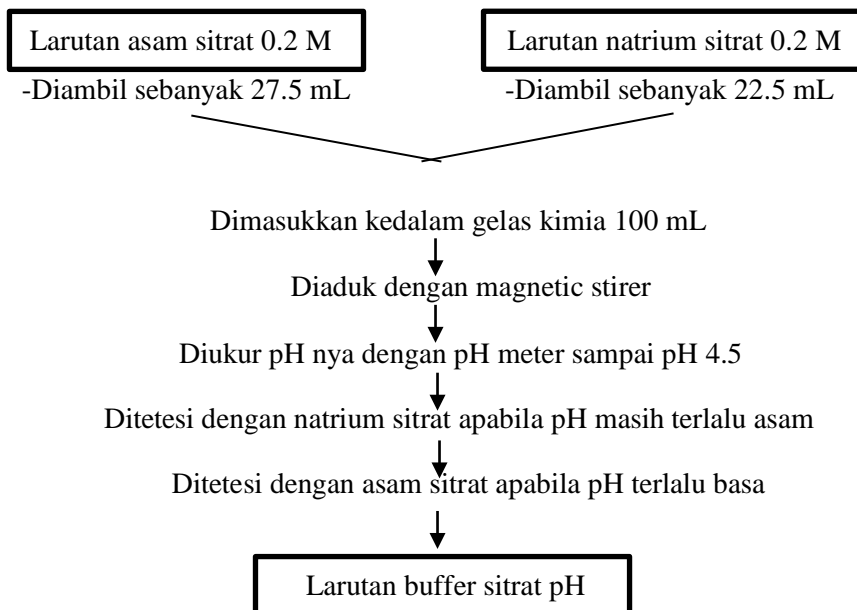 Larutan asam sitrat 0.2 M
Larutan natrium sitrat 0.2 M
-Diambil sebanyak 27.5 mL
-Diambil sebanyak 22.5 mL
Dimasukkan kedalam gelas kimia 100 mL
Diaduk dengan magnetic stirer
Diukur pH nya dengan pH meter sampai pH 4.5
Ditetesi dengan natrium sitrat apabila pH masih terlalu asam
Ditetesi dengan asam sitrat apabila pH terlalu basa
Larutan buffer sitrat pH